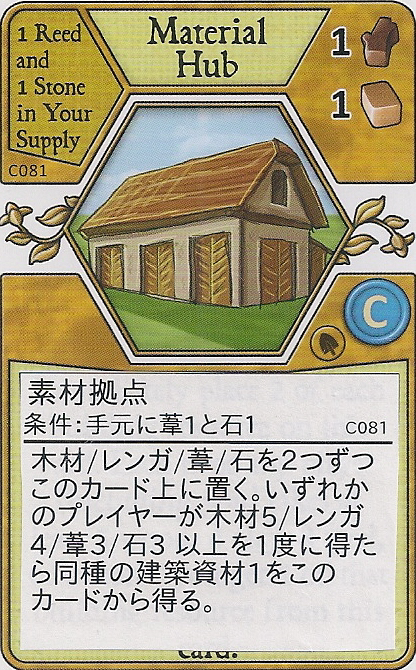 1 Reed
and
1 Stone
in Your
Supply
C081
Material
Hub
1
1
C
素材拠点
条件:手元に葦1と石1 C081
木材/レンガ/葦/石を2つずつ
このカード上に置く。いずれか
のプレイヤーが木材5/レンガ
4/葦3/石3 以上を1度に得た
ら同種の建築資材1をこの
カードから得る。
card.